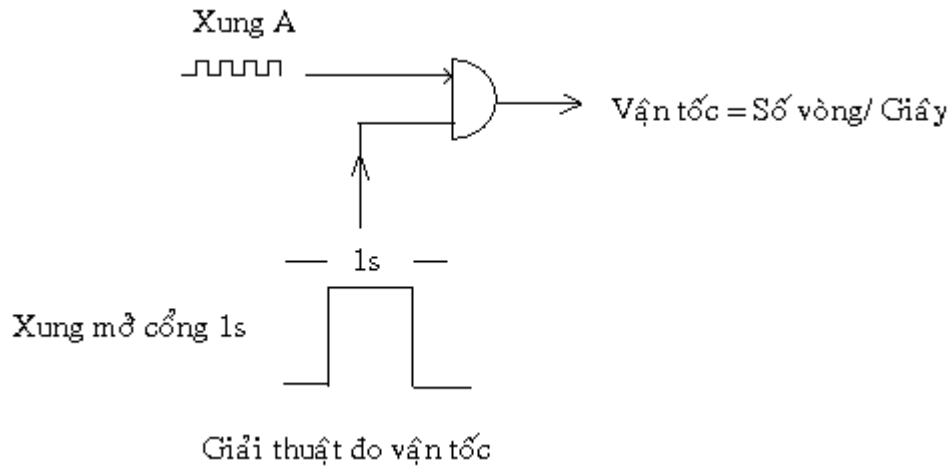 Xung A
Vận tốc = Số vòng/ Giây
1s
Xung mở cổng 1s
Giải thuật đo vận tốc